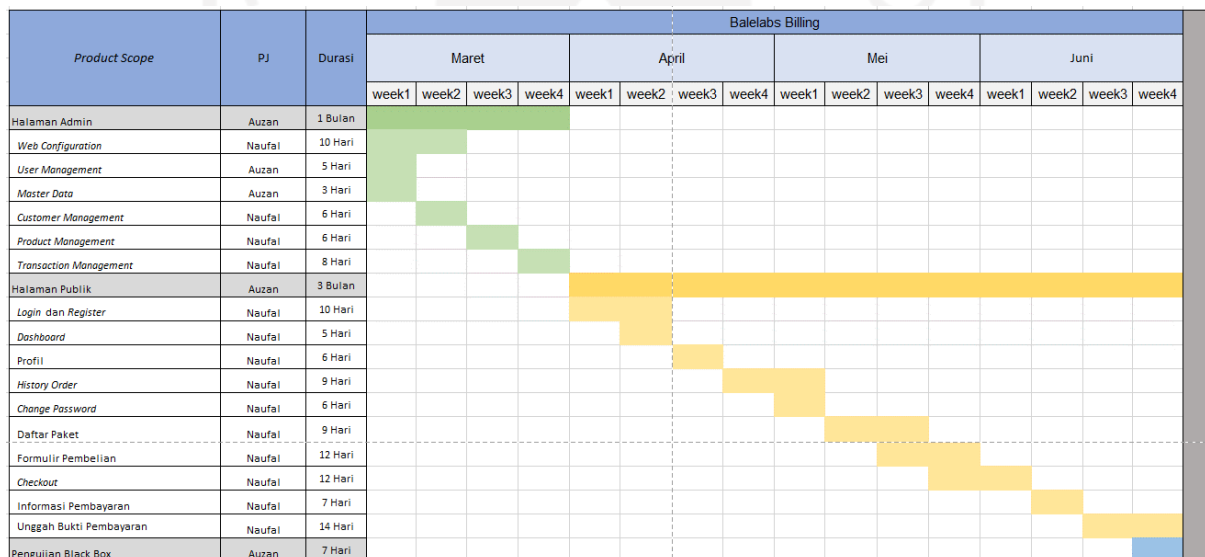 Balelabs Billing
Product Scope PJ Durasi Maret April Mei Juni
week1 week2 week3 week4 week1 week2 week3 week4 week1 week2 week3 week4 week1 week2 week3 week4
Halaman Admin Auzan 1 Bulan
Web Configuration Naufal 10 Hari
User Management Auzan 5 Hari
Master Data Auzan 3 Hari
Customer Management Naufal 6 Hari
Product Management Naufal 6 Hari
Transaction Management Naufal 8 Hari
Halaman Publik Auzan 3 Bulan
Login dan Register Naufal 10 Hari
Dashboard Naufal 5 Hari
Profil Naufal 6 Hari
History Order Naufal 9 Hari
Change Password Naufal 6 Hari
Daftar Paket Naufal 9 Hari
Formulir Pembelian Naufal 12 Hari
Checkout Naufal 12 Hari
Informasi Pembayaran Naufal 7 Hari
Unggah Bukti Pembayaran Naufal 14 Hari
Pengujian Black Box Auzan 7 Hari